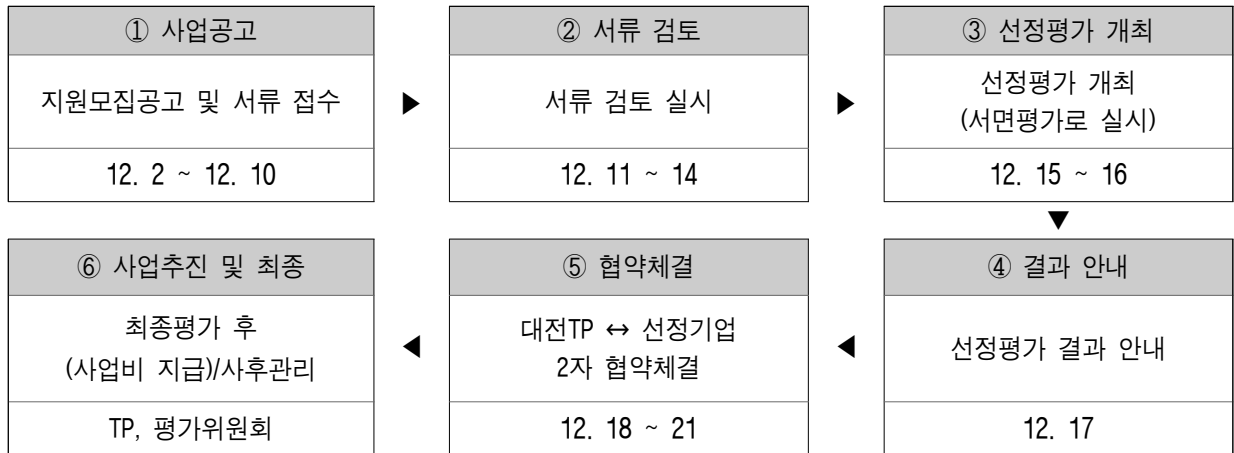 ① 사업공고
지원모집공고 및 서류 접수
12. 2 ~ 12. 10
▶
② 서류 검토
서류 검토 실시
12. 11 ~ 14
▶
③ 선정평가 개최
선정평가 개최
(서면평가로 실시)
12. 15 ~ 16
▼
④ 결과 안내
선정평가 결과 안내
12. 17
◀
⑤ 협약체결
대전TP ↔ 선정기업
2자 협약체결
12. 18 ~ 21
◀
⑥ 사업추진 및 최종
최종평가 후
(사업비 지급)/사후관리
TP, 평가위원회